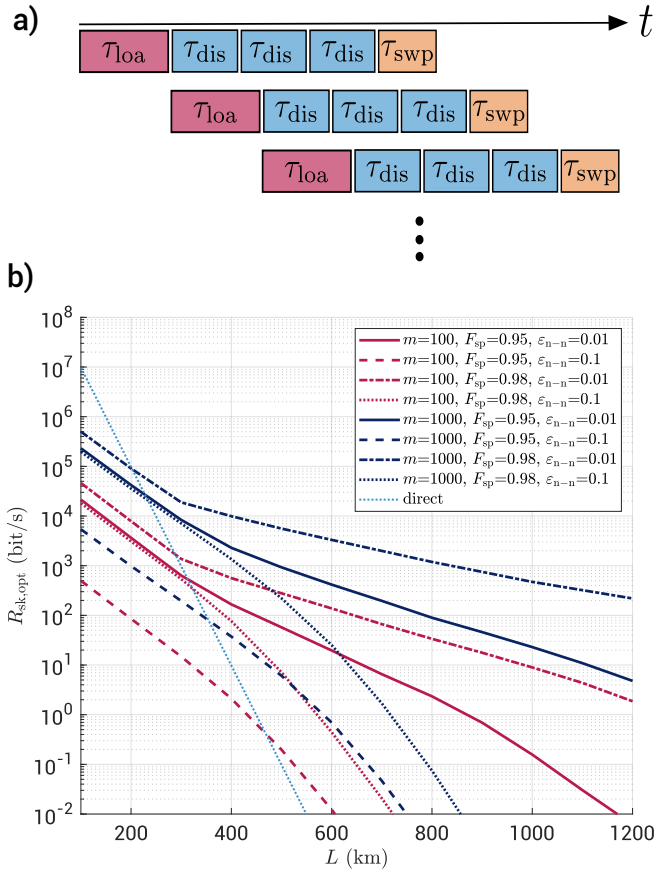 a)
t
τloa τdis τdis τdis τswp
τloa τdis τdis τdis τswp
τloa τdis τdis τdis τswp
b)
10^8
10^7
10^6
10^5
10^4
10^3
10^2
10^1
10^0
10^-1
10^-2
Rsk,opt (bit/s)
m=100, Fsp=0.95, εn−n=0.01
m=100, Fsp=0.95, εn−n=0.1
m=100, Fsp=0.98, εn−n=0.01
m=100, Fsp=0.98, εn−n=0.1
m=1000, Fsp=0.95, εn−n=0.01
m=1000, Fsp=0.95, εn−n=0.1
m=1000, Fsp=0.98, εn−n=0.01
m=1000, Fsp=0.98, εn−n=0.1
direct
200 400 600 800 1000 1200
L (km)